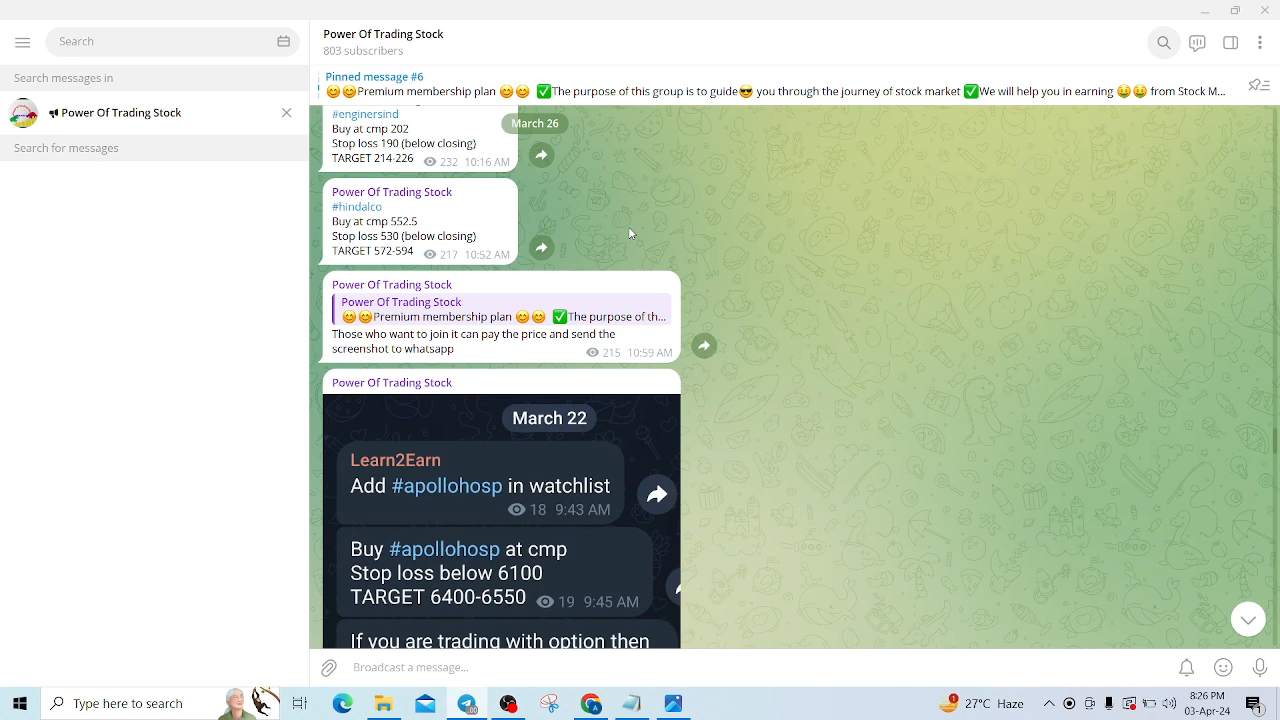 Search
Power Of Trading Stock
803 subscribers
Search messages in
Power Of Trading Stock
Search for messages
Pinned message #6
😊😊Premium membership plan 😊😊 ✅The purpose of this group is to guide😎 you through the journey of stock market ✅We will help you in earning 🤑🤑 from Stock M...
March 26
#enginersind
Buy at cmp 202
Stop loss 190 (below closing)
TARGET 214-226 232 10:16 AM
Power Of Trading Stock
#hindalco
Buy at cmp 552.5
Stop loss 530 (below closing)
TARGET 572-594 217 10:52 AM
Power Of Trading Stock
Power Of Trading Stock
😊😊Premium membership plan 😊😊 ✅The purpose of th...
Those who want to join it can pay the price and send the
screenshot to whatsapp 215 10:59 AM
Power Of Trading Stock
March 22
Learn2Earn
Add #apollohosp in watchlist
18 9:43 AM
Buy #apollohosp at cmp
Stop loss below 6100
TARGET 6400-6550 19 9:45 AM
If you are trading with option then
Broadcast a message...
Type here to search
27°C Haze
8:26 PM
03-Apr-24